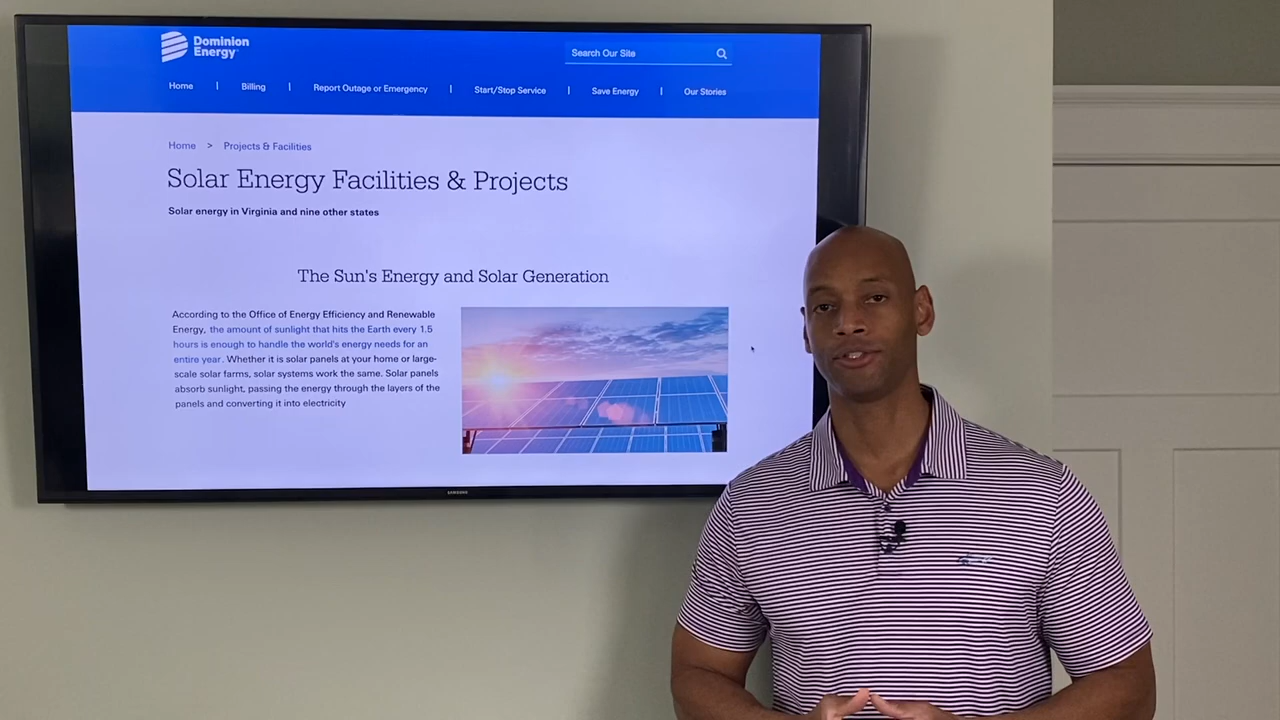 Dominion
Energy
Search Our Site
Home | Billing | Report Outage or Emergency | Start/Stop Service | Save Energy | Our Stories
Home > Projects & Facilities
Solar Energy Facilities & Projects
Solar energy in Virginia and nine other states
The Sun's Energy and Solar Generation
According to the Office of Energy Efficiency and Renewable
Energy, the amount of sunlight that hits the Earth every 1.5
hours is enough to handle the world's energy needs for an
entire year. Whether it is solar panels at your home or large-
scale solar farms, solar systems work the same. Solar panels
absorb sunlight, passing the energy through the layers of the
panels and converting it into electricity
SAMSUNG